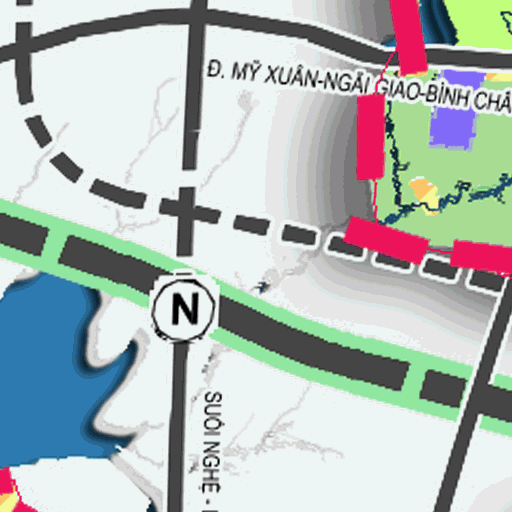 Đ. MỸ XUÂN-NGÃI GIAO-BÌNH CHÂ
N
SUỐI NGHỆ -